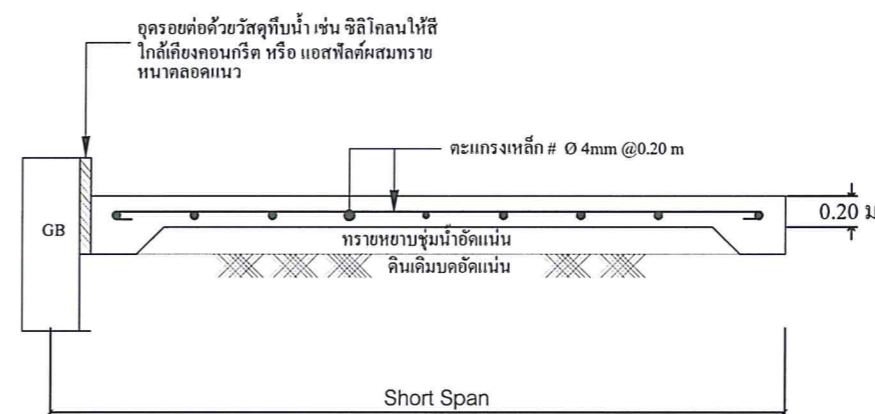 อุดรอยต่อด้วยวัสดุทึบน้ำ เช่น ซิลิโคลนให้สี
ใกล้เคียงคอนกรีต หรือ แอสฟัลต์ผสมทราย
หนาตลอดแนว
ตะแกรงเหล็ก # Ø 4mm @0.20 m
GB
0.20 ม
ทรายหยาบชุ่มน้ำอัดแน่น
ดินเดิมบดอัดแน่น
Short Span